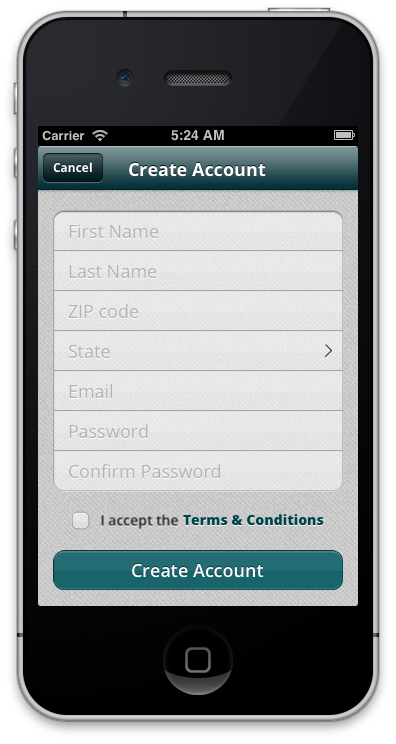 Carrier 5:24 AM
Cancel Create Account
First Name
Last Name
ZIP code
State
Email
Password
Confirm Password
I accept the Terms & Conditions
Create Account